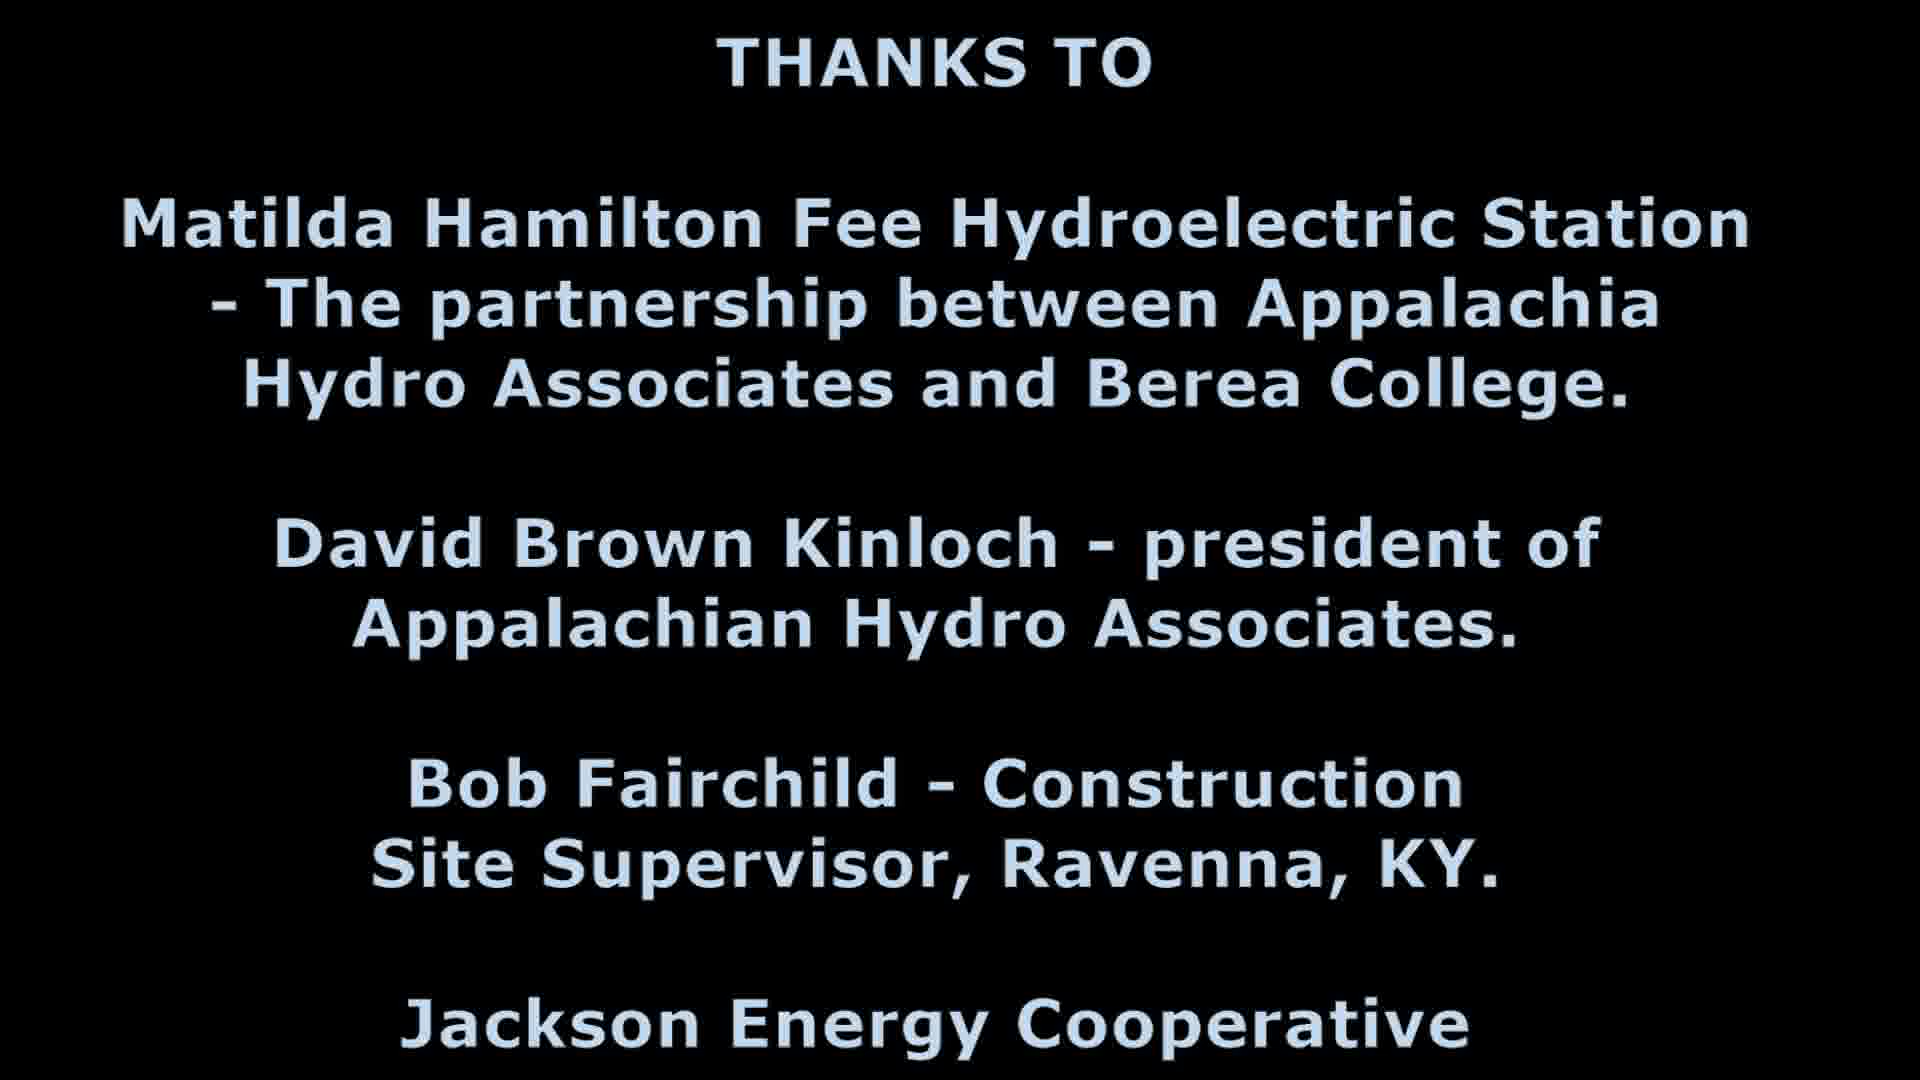 THANKS TO
Matilda Hamilton Fee Hydroelectric Station
- The partnership between Appalachia
Hydro Associates and Berea College.
David Brown Kinloch - president of
Appalachian Hydro Associates.
Bob Fairchild - Construction
Site Supervisor, Ravenna, KY.
Jackson Energy Cooperative